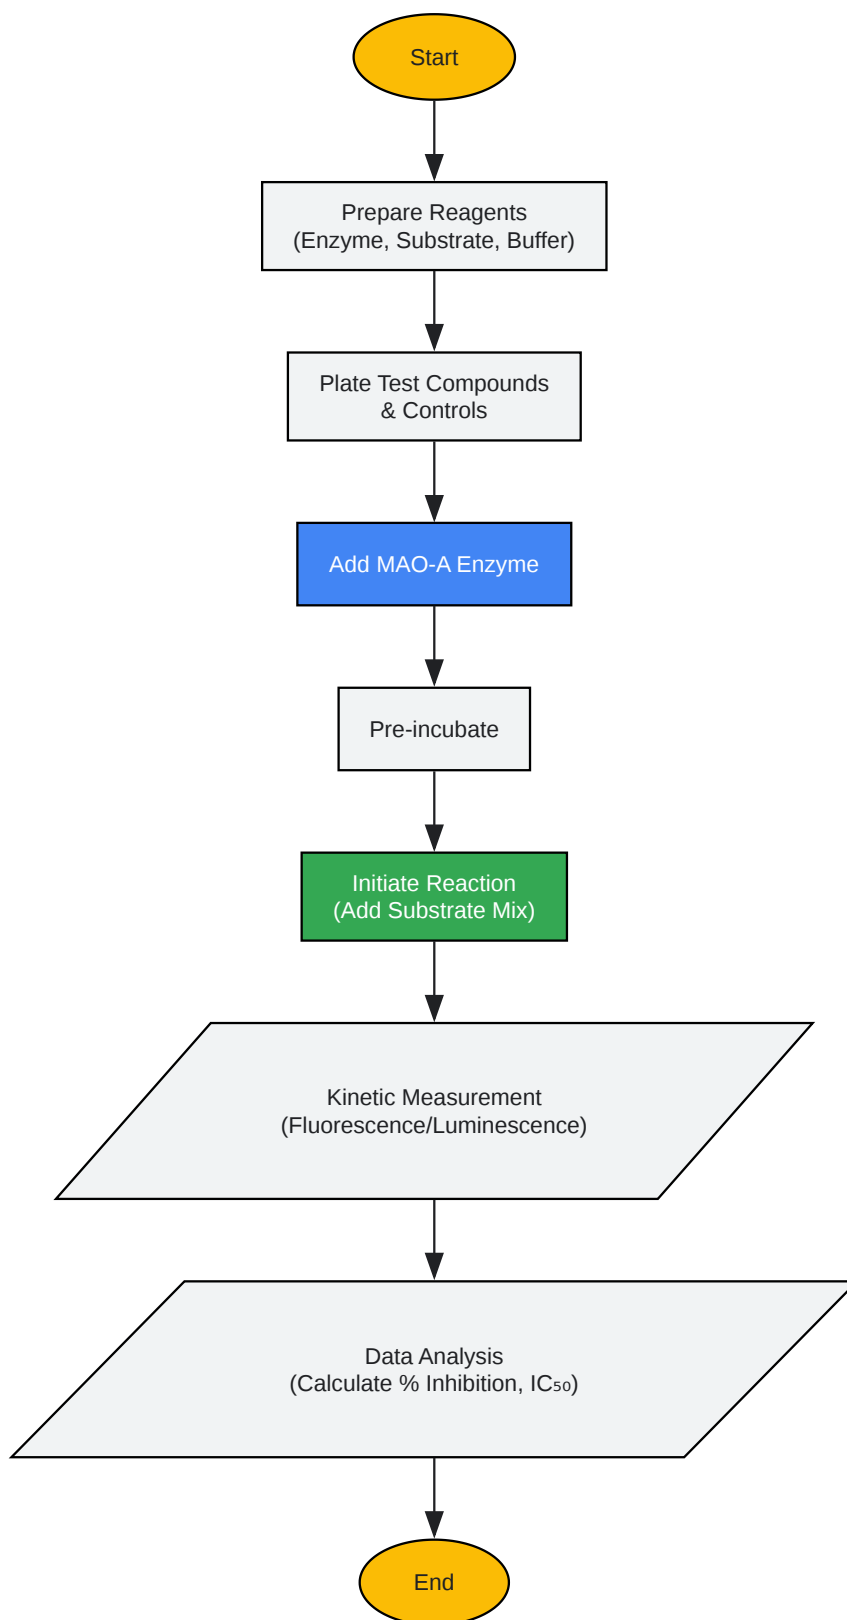 Start
Prepare Reagents
(Enzyme, Substrate, Buffer)
Plate Test Compounds
& Controls
Add MAO-A Enzyme
Pre-incubate
Initiate Reaction
(Add Substrate Mix)
Kinetic Measurement
(Fluorescence/Luminescence)
Data Analysis
(Calculate % Inhibition, IC₅₀)
End